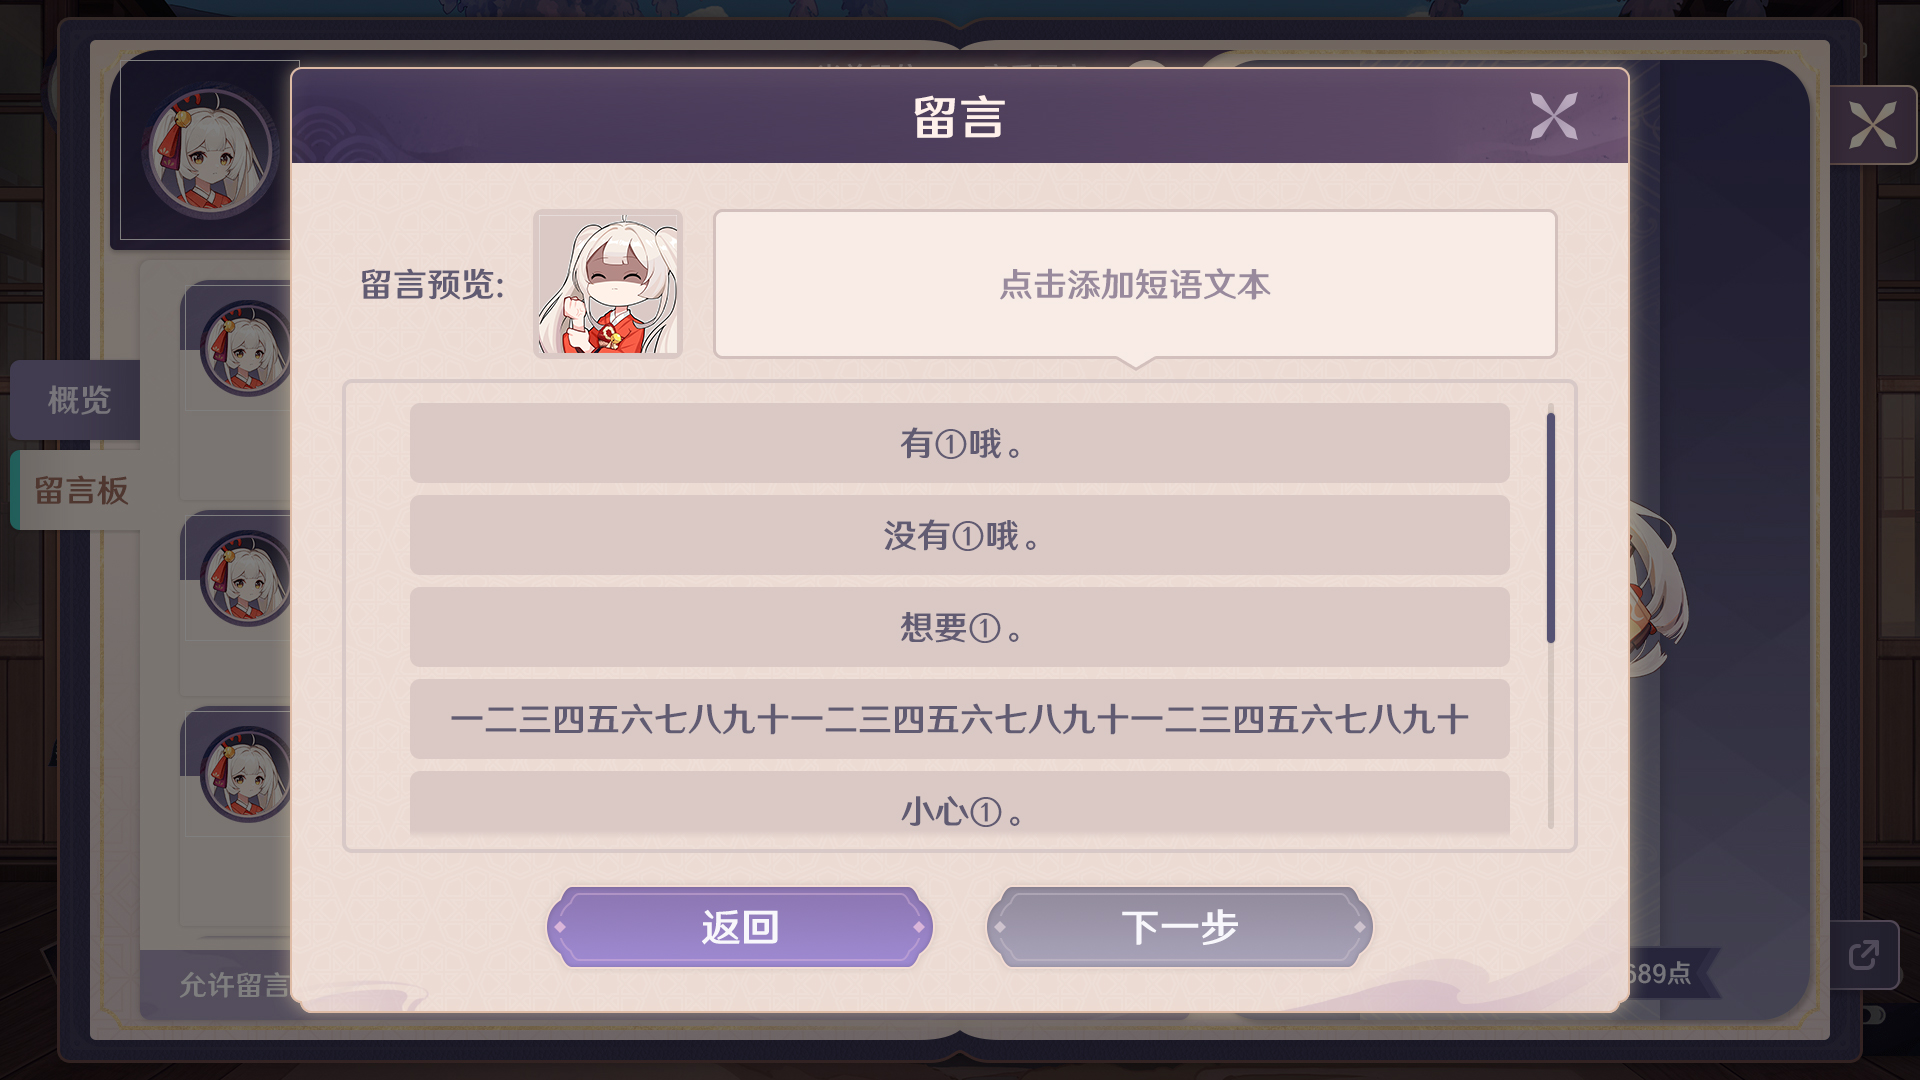 留言
留言预览:
点击添加短语文本
有①哦。
没有①哦。
想要①。
一二三四五六七八九十一二三四五六七八九十一二三四五六七八九十
小心①。
返回
下一步
概览
留言板
允许留言
689点